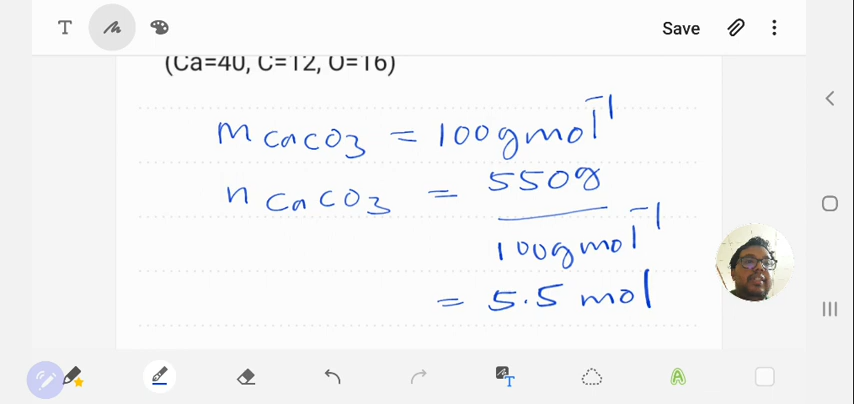 T Save
(Ca=40, C=12, O=16)
M CaCO3 = 100gmol⁻¹
n CaCO3 = 550g
100gmol⁻¹
= 5.5 mol
T
A